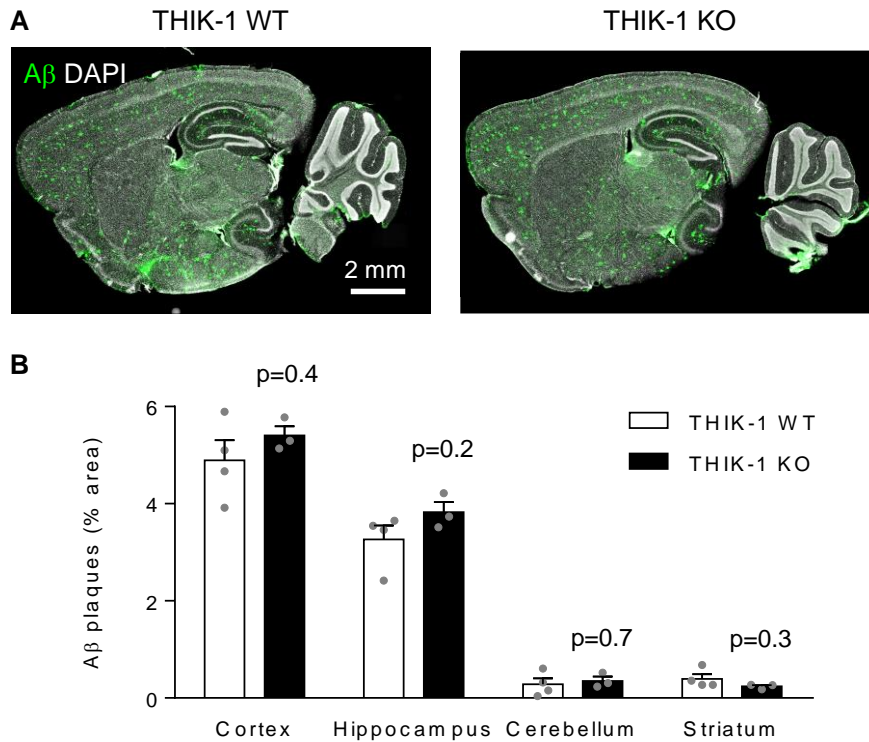 A
THIK-1 WT
THIK-1 KO
Aβ DAPI
2 mm
B
p=0.4
p=0.2
p=0.7
p=0.3
THIK-1 WT
THIK-1 KO
Aβ plaques (% area)
6
4
2
0
Cortex Hippocampus Cerebellum Striatum